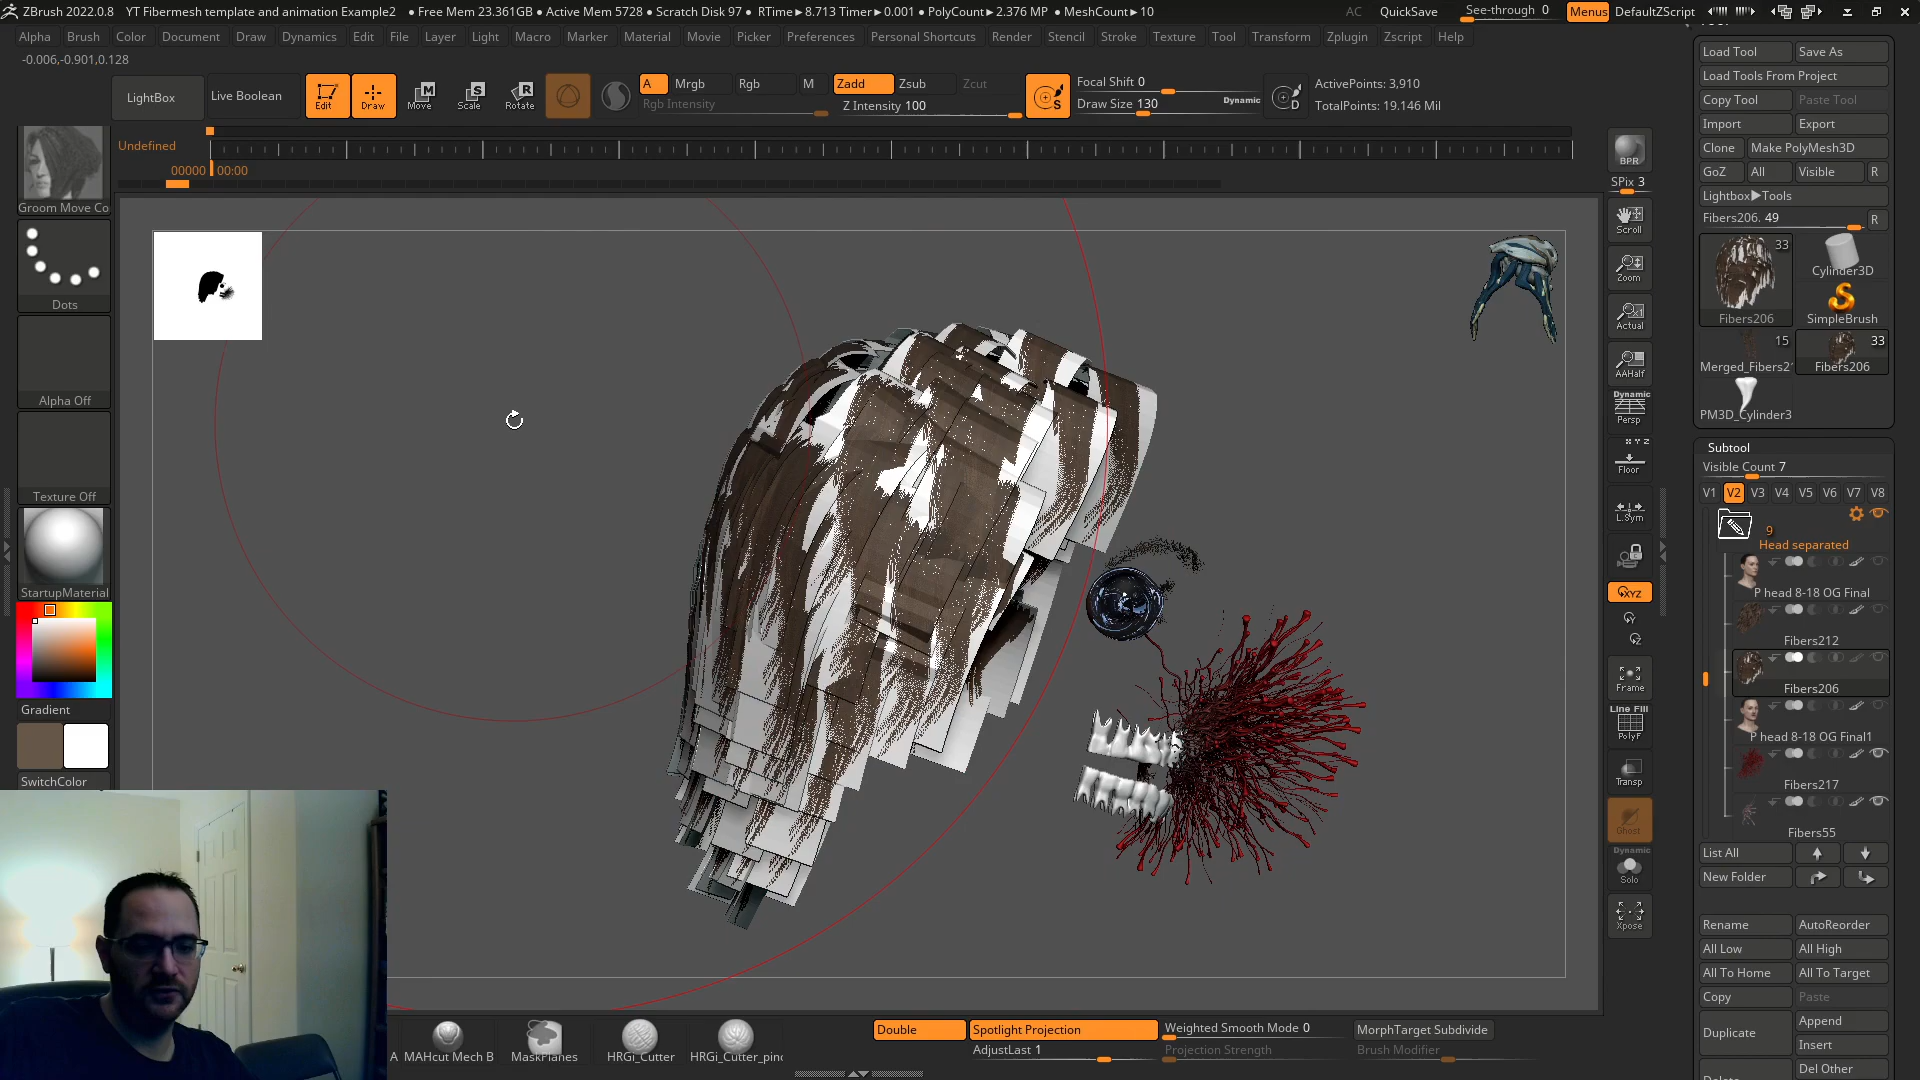 ZBrush 2022.0.8 YT Fibermesh template and animation Example2 ● Free Mem 23.361GB ● Active Mem 5728 ● Scratch Disk 97 ● RTime►8.713 Timer►0.001 ● PolyCount►2.376 MP ● MeshCount►10 AC QuickSave See-through 0 Menus DefaultZScript
Alpha Brush Color Document Draw Dynamics Edit File Layer Light Macro Marker Material Movie Picker Preferences Personal Shortcuts Render Stencil Stroke Texture Tool Transform Zplugin Zscript Help
-0.006,-0.901,0.128
LightBox Live Boolean Edit Draw Move Scale Rotate A Mrgb Rgb M Zadd Zsub Zcut Focal Shift 0 ActivePoints: 3,910
Rgb Intensity Z Intensity 100 S Draw Size 130 Dynamic D TotalPoints: 19.146 Mil
Undefined
00000 00:00
Groom Move Co
Dots
Alpha Off
Texture Off
StartupMaterial
Gradient
SwitchColor
BPR
SPix 3
Scroll
Zoom
Actual
AAHalf
Dynamic
Persp
X Y Z
Floor
L.Sym
XYZ
Y
Z
Frame
Line Fill
PolyF
Transp
Ghost
Dynamic
Solo
Xpose
Load Tool Save As
Load Tools From Project
Copy Tool Paste Tool
Import Export
Clone Make PolyMesh3D
GoZ All Visible R
Lightbox►Tools
Fibers206. 49 R
33
Cylinder3D
Fibers206 SimpleBrush
15 33
Merged_Fibers2 Fibers206
PM3D_Cylinder3
Subtool
Visible Count 7
V1 V2 V3 V4 V5 V6 V7 V8
9
Head separated
P head 8-18 OG Final
Fibers212
Fibers206
P head 8-18 OG Final1
Fibers217
Fibers55
List All
New Folder
Rename AutoReorder
All Low All High
All To Home All To Target
Copy Paste
Duplicate Append
Insert
Del Other
A MAHcut Mech B MaskPlanes HRGi_Cutter HRGi_Cutter_pinc
Double Spotlight Projection Weighted Smooth Mode 0 MorphTarget Subdivide
AdjustLast 1 Projection Strength Brush Modifier